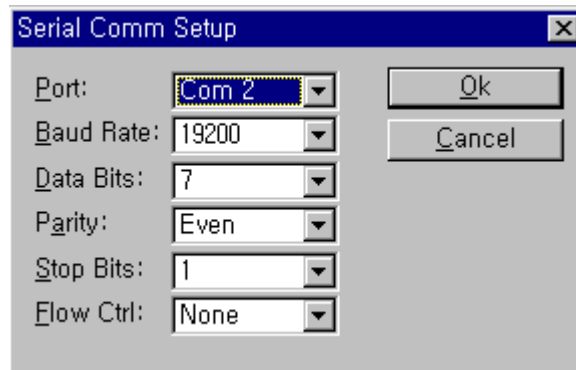 Serial Comm Setup
Port: Com 2 Ok
Baud Rate: 19200 Cancel
Data Bits: 7
Parity: Even
Stop Bits: 1
Flow Ctrl: None